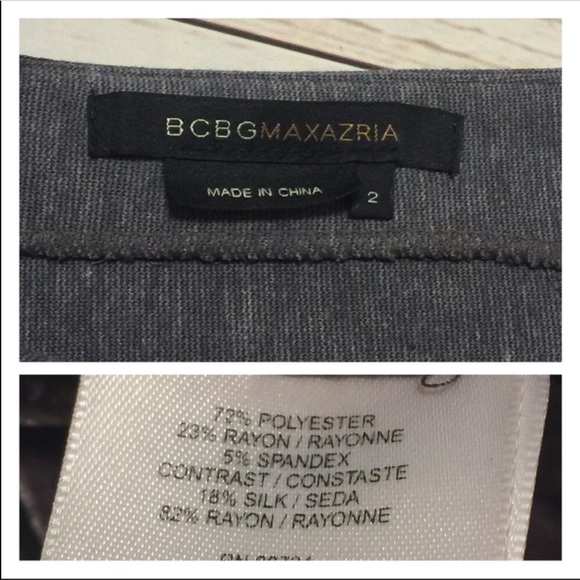 BCBGMAXAZRIA
MADE IN CHINA
2
72% POLYESTER
23% RAYON / RAYONNE
5% SPANDEX
CONTRAST / CONSTASTE
18% SILK / SEDA
82% RAYON / RAYONNE